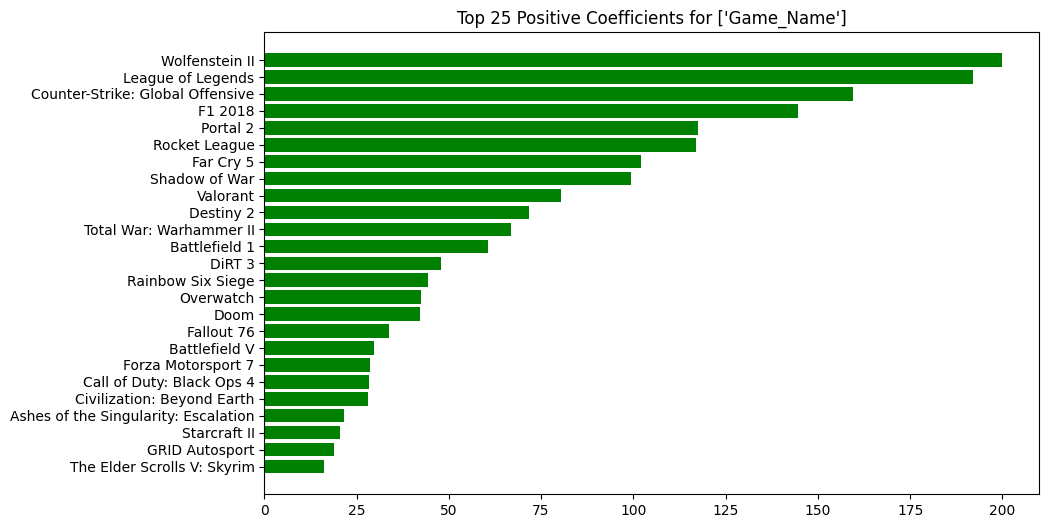 Top 25 Positive Coefficients for ['Game_Name']
Wolfenstein II
League of Legends
Counter-Strike: Global Offensive
F1 2018
Portal 2
Rocket League
Far Cry 5
Shadow of War
Valorant
Destiny 2
Total War: Warhammer II
Battlefield 1
DiRT 3
Rainbow Six Siege
Overwatch
Doom
Fallout 76
Battlefield V
Forza Motorsport 7
Call of Duty: Black Ops 4
Civilization: Beyond Earth
Ashes of the Singularity: Escalation
Starcraft II
GRID Autosport
The Elder Scrolls V: Skyrim
0 25 50 75 100 125 150 175 200